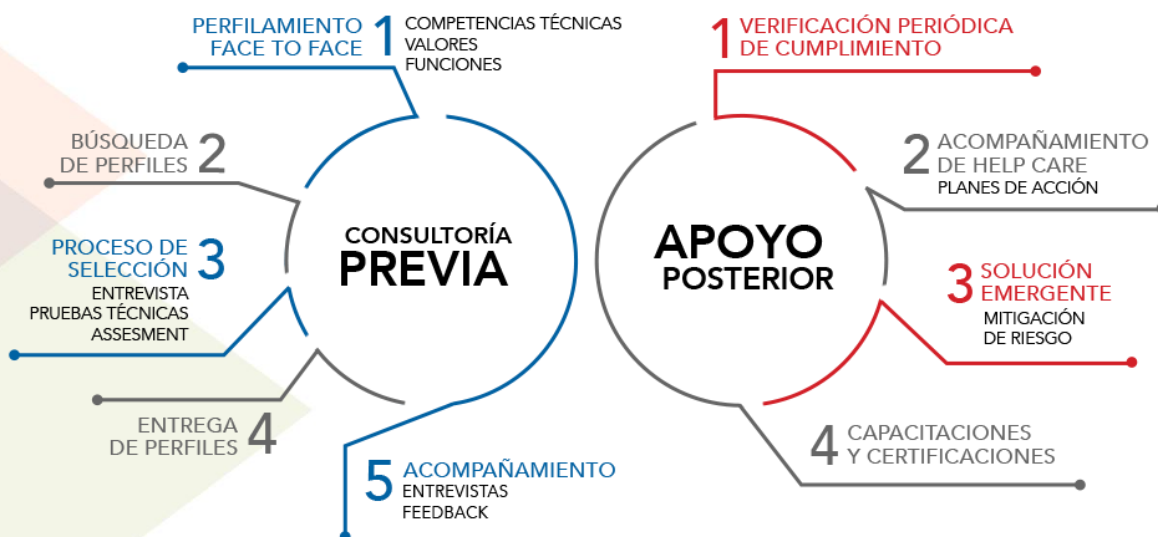 PERFILAMIENTO
FACE TO FACE
1
COMPETENCIAS TÉCNICAS
VALORES
FUNCIONES
BÚSQUEDA
DE PERFILES
2
PROCESO DE
SELECCIÓN
3
ENTREVISTA
PRUEBAS TÉCNICAS
ASSESMENT
ENTREGA
DE PERFILES
4
5
ACOMPAÑAMIENTO
ENTREVISTAS
FEEDBACK
CONSULTORÍA
PREVIA
1
VERIFICACIÓN PERIÓDICA
DE CUMPLIMIENTO
2
ACOMPAÑAMIENTO
DE HELP CARE
PLANES DE ACCIÓN
3
SOLUCIÓN
EMERGENTE
MITIGACIÓN
DE RIESGO
4
CAPACITACIONES
Y CERTIFICACIONES
APOYO
POSTERIOR